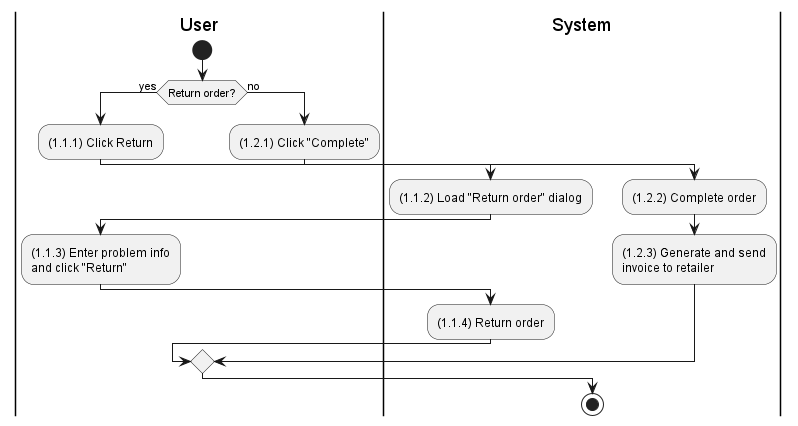 User
System
Return order?
yes
no
(1.1.1) Click Return
(1.2.1) Click "Complete"
(1.1.2) Load "Return order" dialog
(1.2.2) Complete order
(1.1.3) Enter problem info
and click "Return"
(1.2.3) Generate and send
invoice to retailer
(1.1.4) Return order